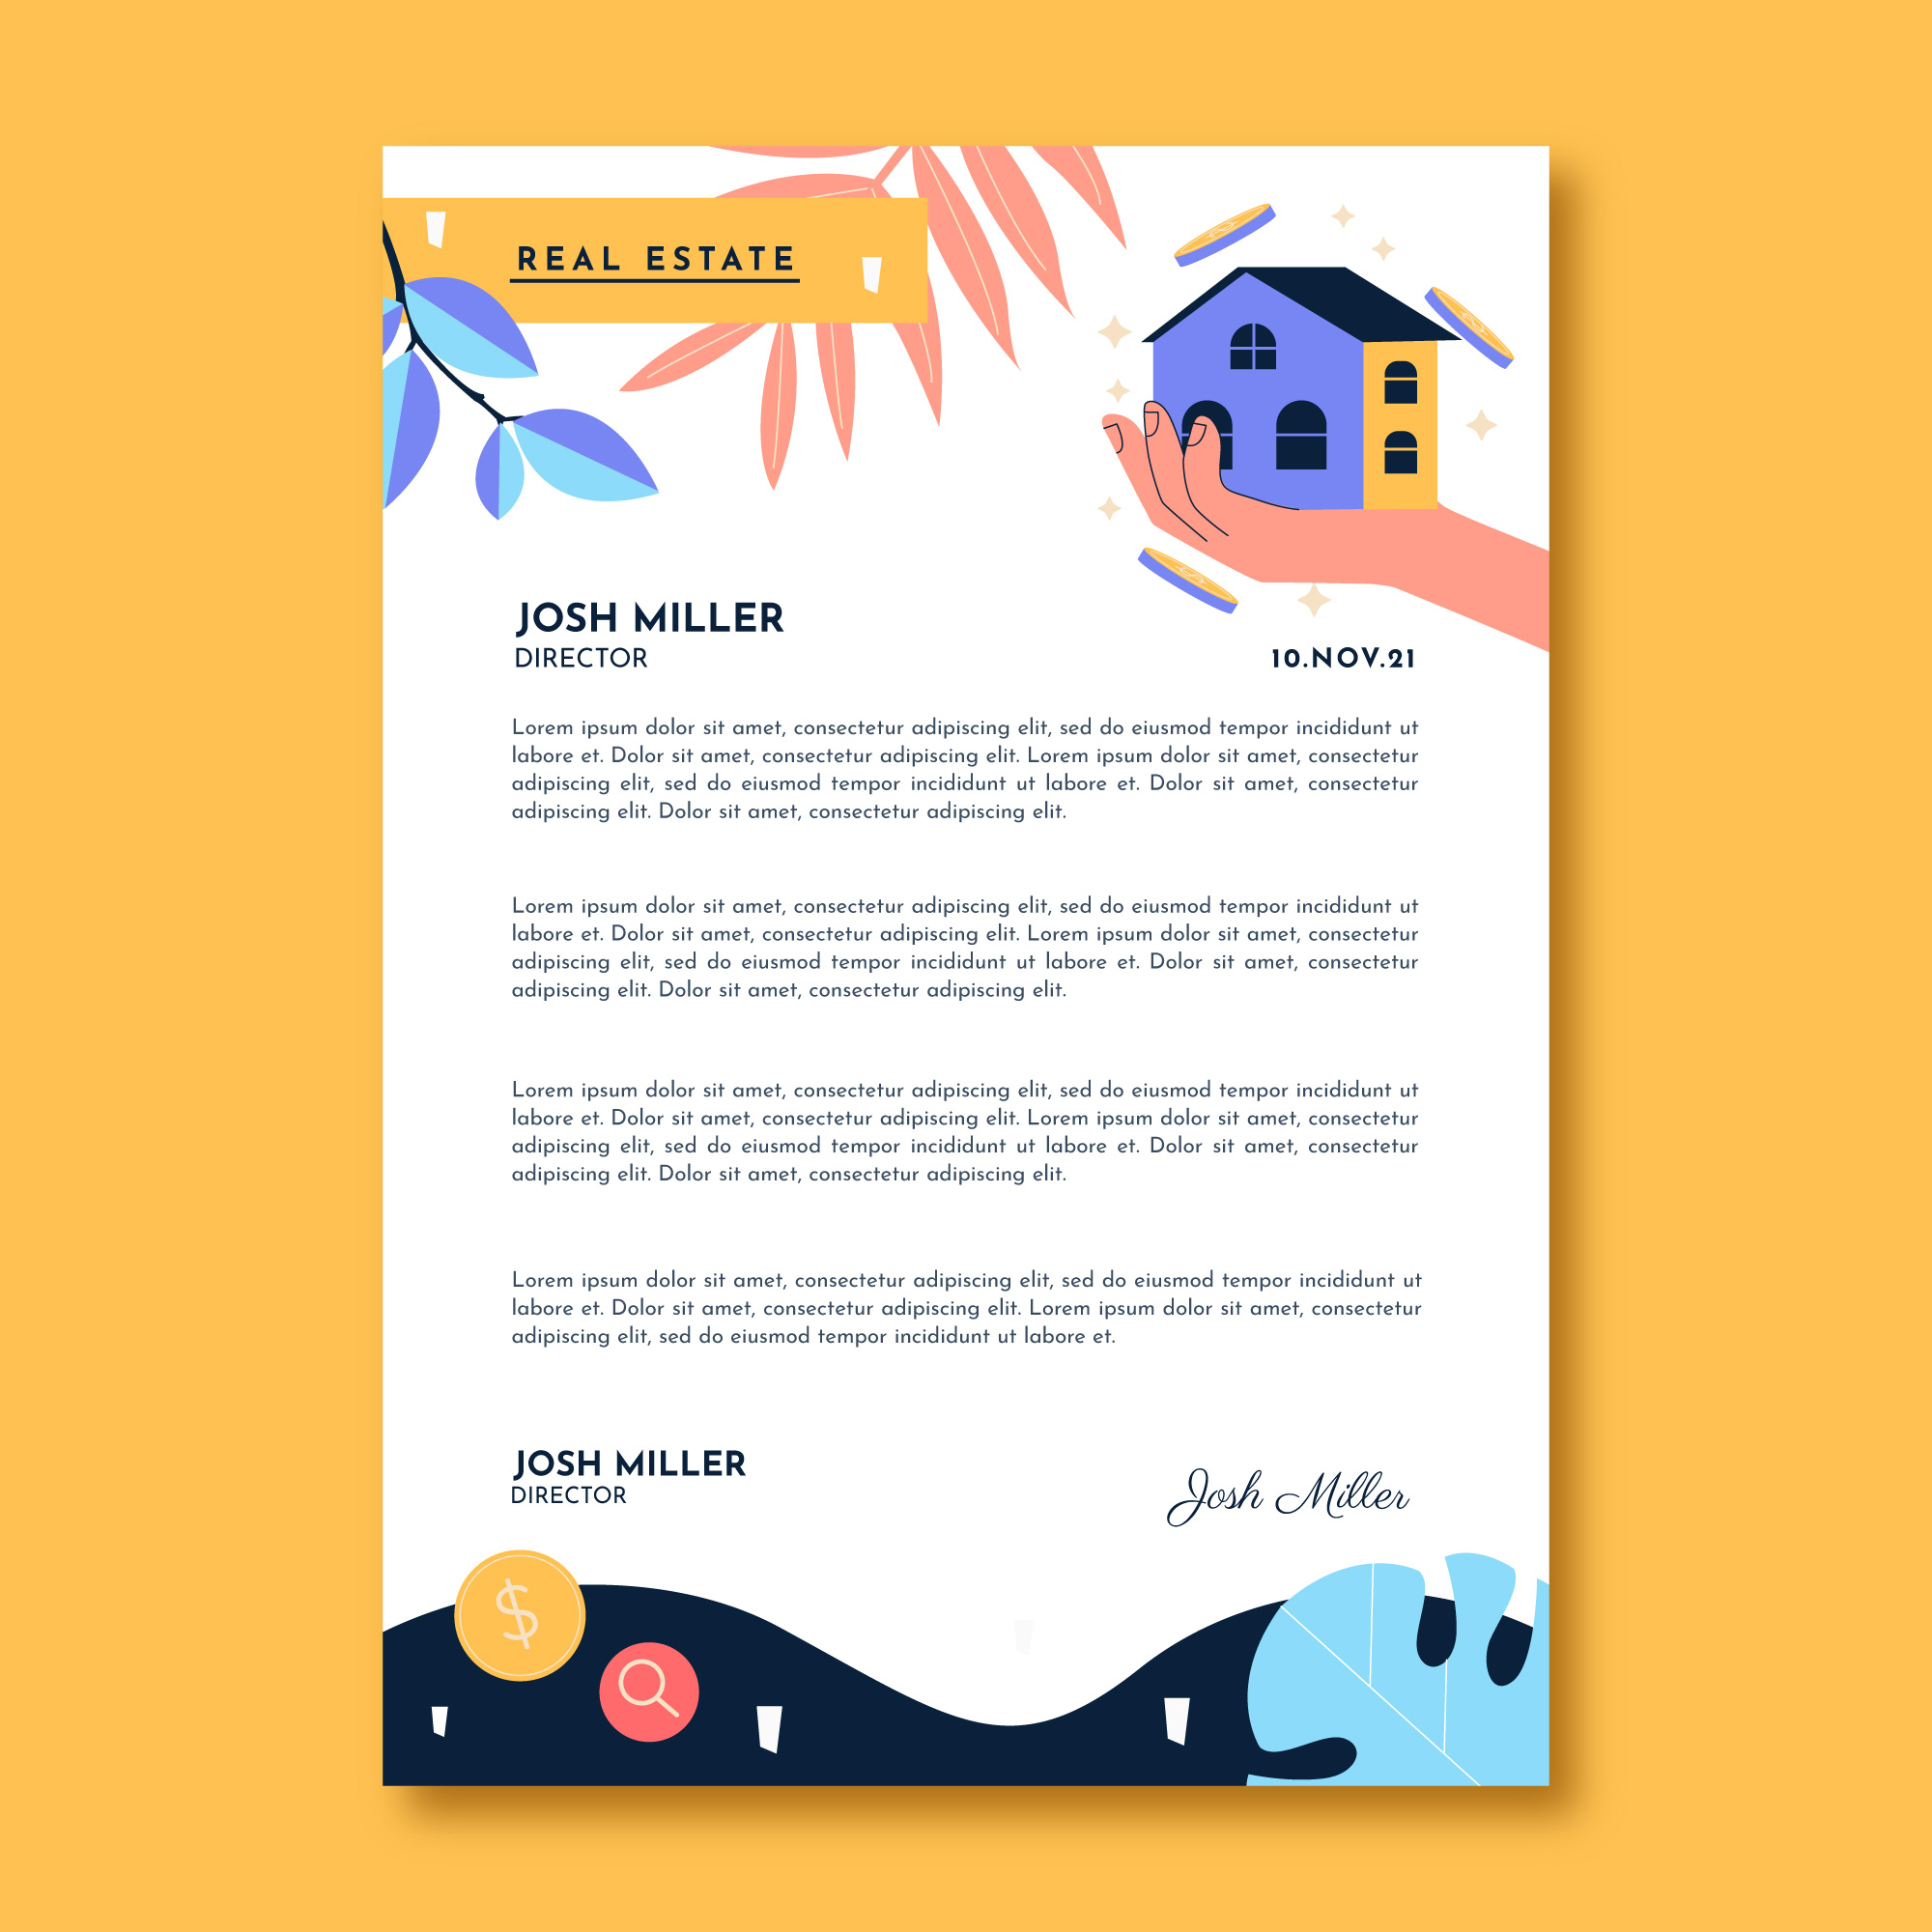 REAL ESTATE
JOSH MILLER
DIRECTOR
10.NOV.21
Lorem ipsum dolor sit amet, consectetur adipiscing elit, sed do eiusmod tempor incididunt ut
labore et. Dolor sit amet, consectetur adipiscing elit. Lorem ipsum dolor sit amet, consectetur
adipiscing elit, sed do eiusmod tempor incididunt ut labore et. Dolor sit amet, consectetur
adipiscing elit. Dolor sit amet, consectetur adipiscing elit.
Lorem ipsum dolor sit amet, consectetur adipiscing elit, sed do eiusmod tempor incididunt ut
labore et. Dolor sit amet, consectetur adipiscing elit. Lorem ipsum dolor sit amet, consectetur
adipiscing elit, sed do eiusmod tempor incididunt ut labore et. Dolor sit amet, consectetur
adipiscing elit. Dolor sit amet, consectetur adipiscing elit.
Lorem ipsum dolor sit amet, consectetur adipiscing elit, sed do eiusmod tempor incididunt ut
labore et. Dolor sit amet, consectetur adipiscing elit. Lorem ipsum dolor sit amet, consectetur
adipiscing elit, sed do eiusmod tempor incididunt ut labore et. Dolor sit amet, consectetur
adipiscing elit. Dolor sit amet, consectetur adipiscing elit.
Lorem ipsum dolor sit amet, consectetur adipiscing elit, sed do eiusmod tempor incididunt ut
labore et. Dolor sit amet, consectetur adipiscing elit. Lorem ipsum dolor sit amet, consectetur
adipiscing elit, sed do eiusmod tempor incididunt ut labore et.
JOSH MILLER
DIRECTOR
Josh Miller
$